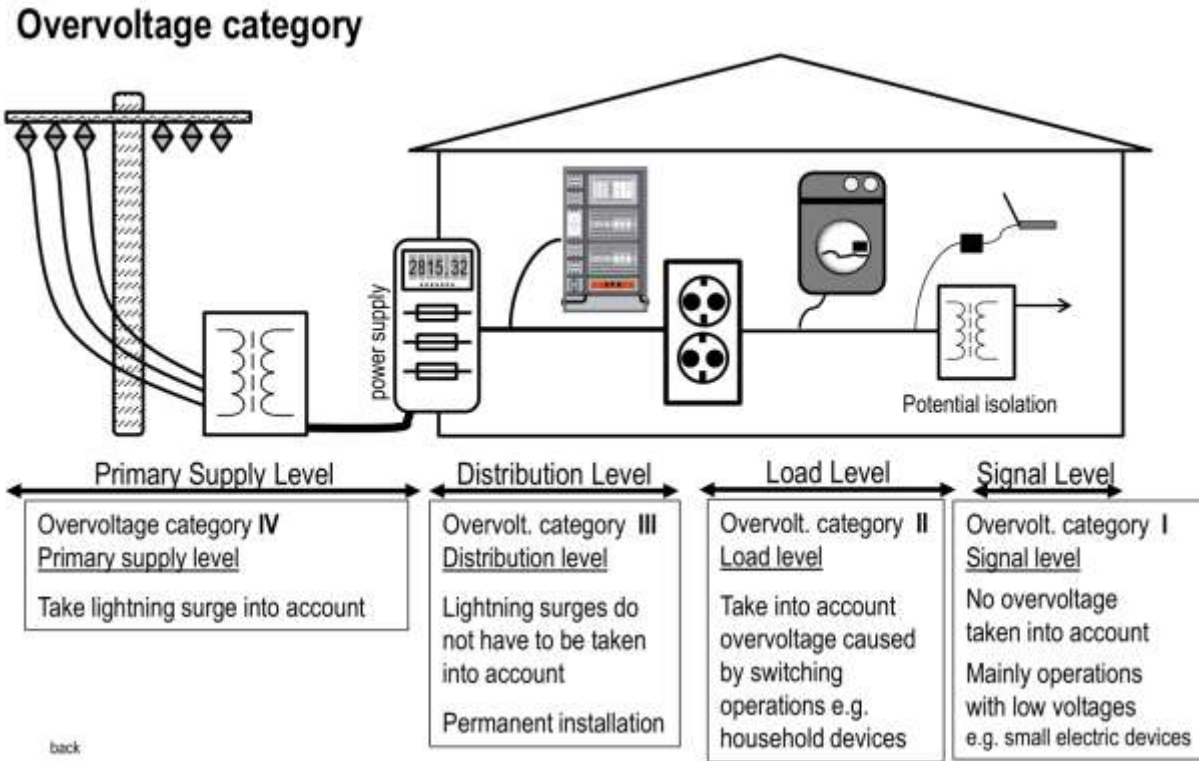 Overvoltage category
2815 32
power supply
Potential isolation
Primary Supply Level
Distribution Level
Load Level
Signal Level
Overvoltage category IV
Primary supply level
Take lightning surge into account
Overvolt. category III
Distribution level
Lightning surges do
not have to be taken
into account
Permanent installation
Overvolt. category II
Load level
Take into account
overvoltage caused
by switching
operations e.g.
household devices
Overvolt. category I
Signal level
No overvoltage
taken into account
Mainly operations
with low voltages
e.g. small electric devices
back